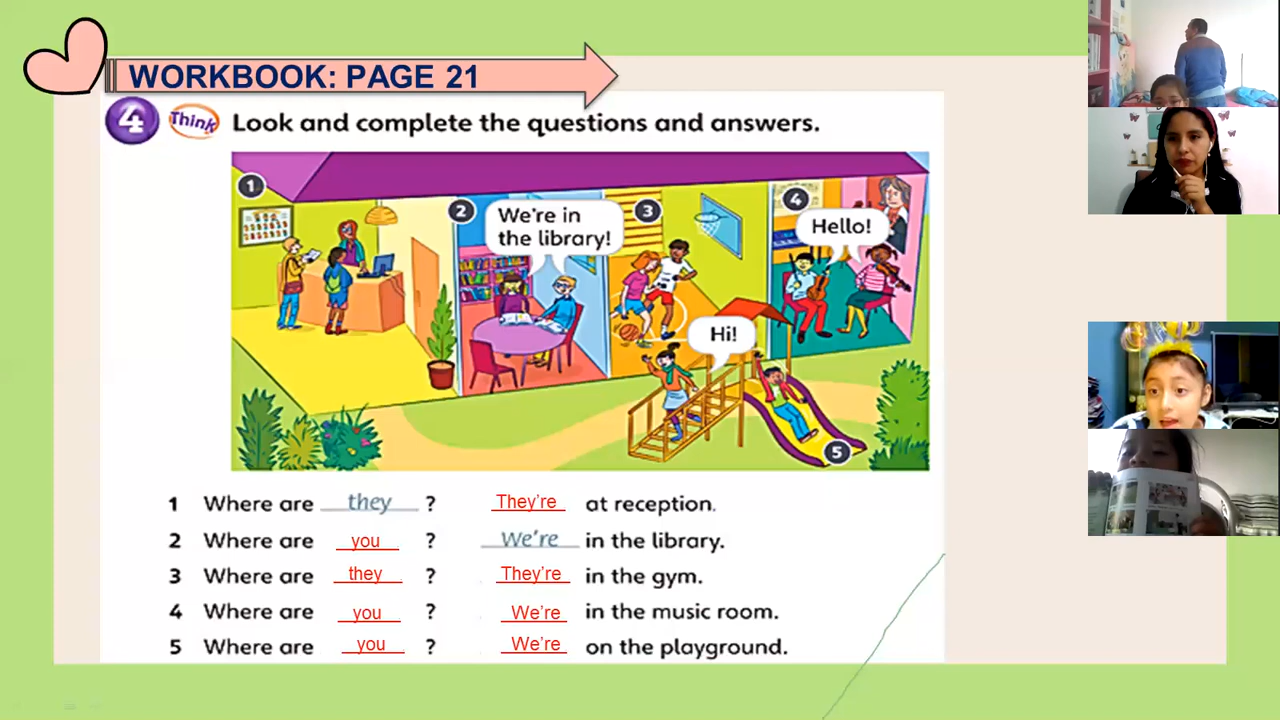 WORKBOOK: PAGE 21
4 Think Look and complete the questions and answers.
1
2
We're in
the library!
3
4
Hello!
Hi!
5
1 Where are they ? They're at reception.
2 Where are you ? We're in the library.
3 Where are they ? They're in the gym.
4 Where are you ? We're in the music room.
5 Where are you ? We're on the playground.